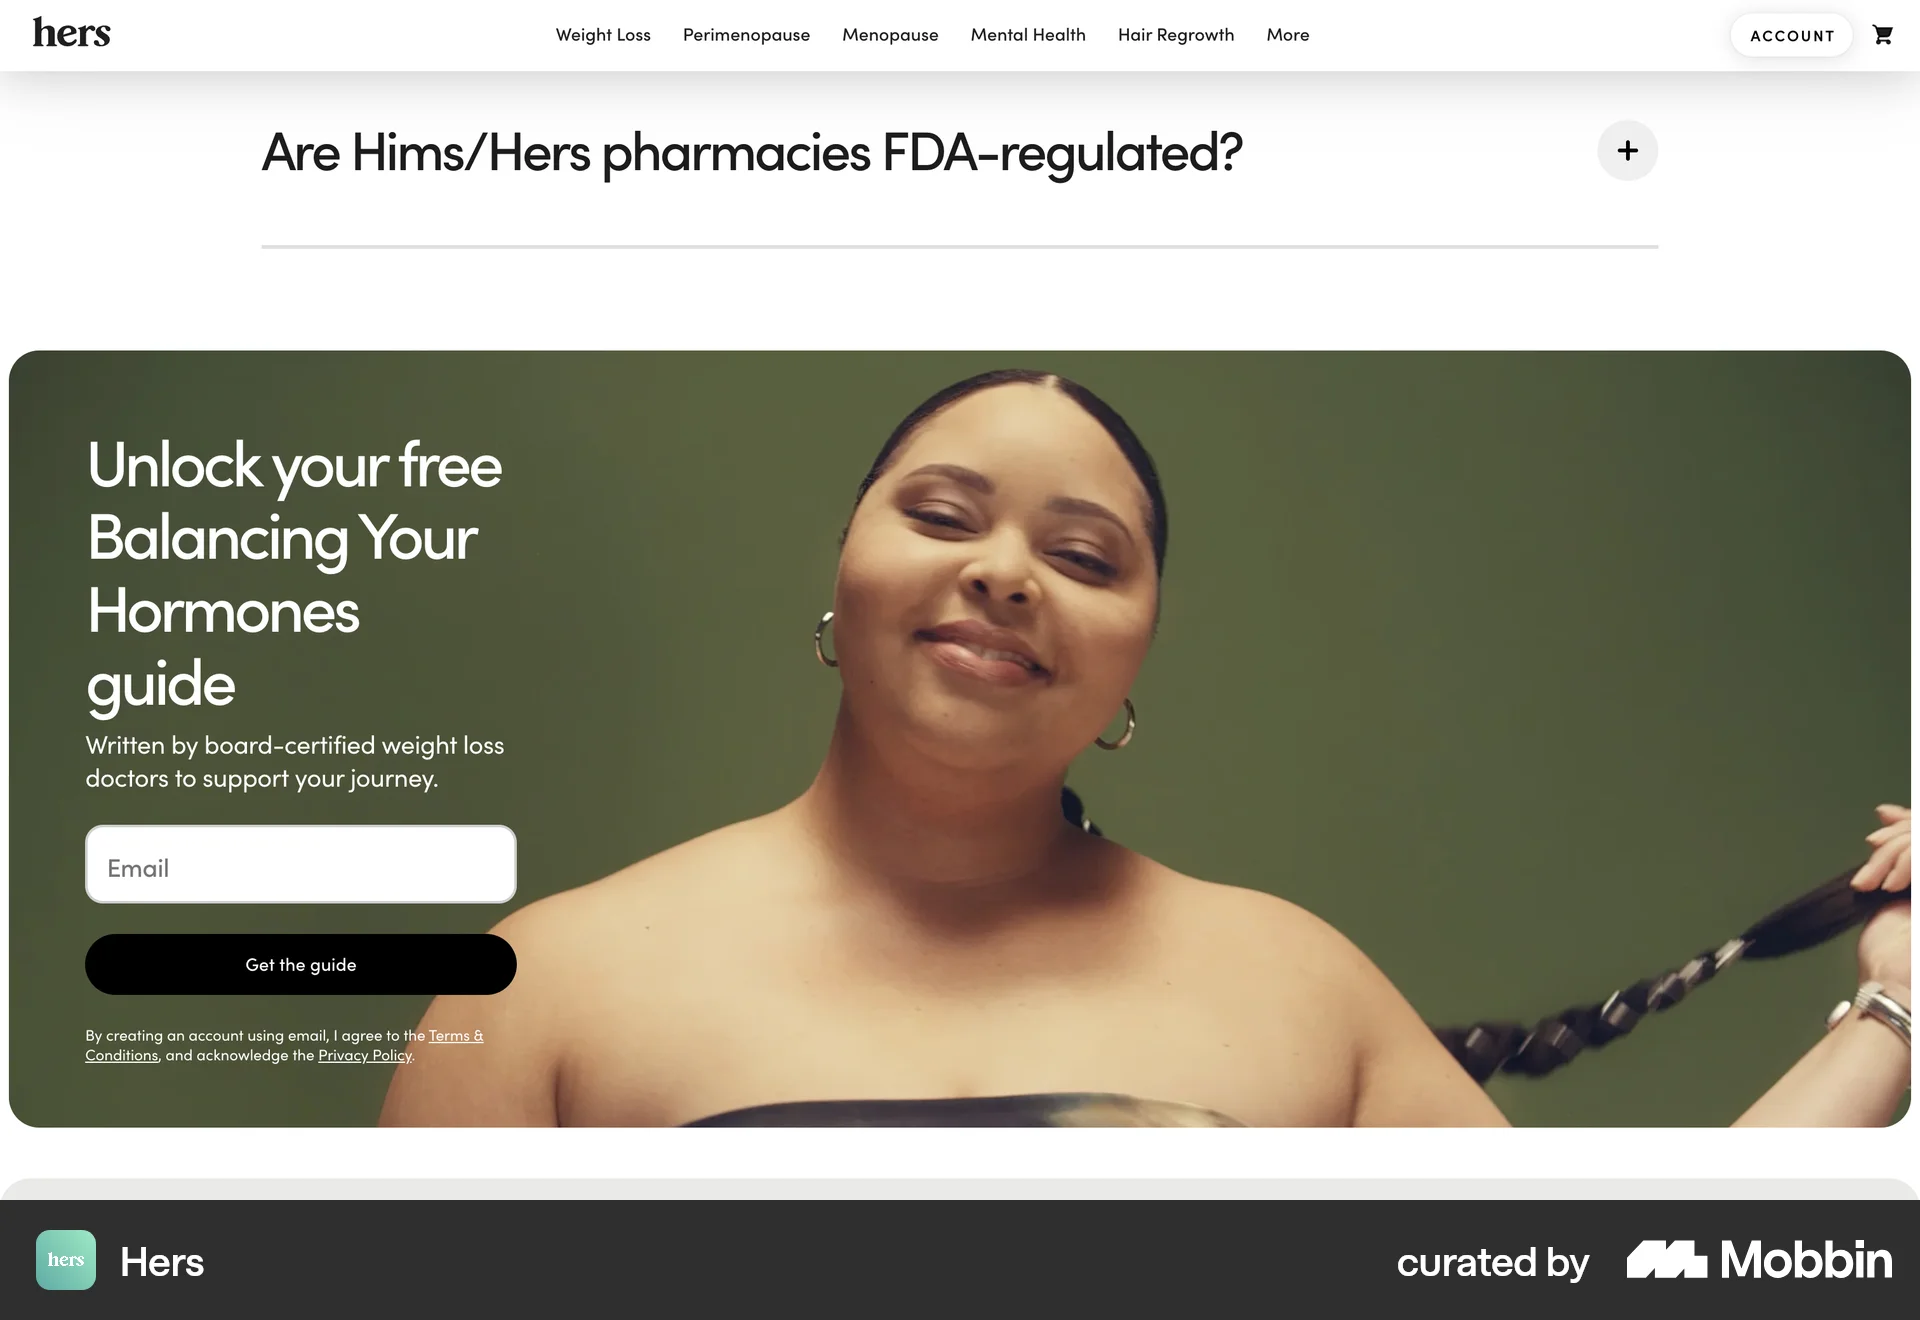 hers
Weight Loss
Perimenopause
Menopause
Mental Health
Hair Regrowth
More
ACCOUNT
Are Hims/Hers pharmacies FDA-regulated?
Unlock your free
Balancing Your
Hormones
guide
Written by board-certified weight loss
doctors to support your journey.
Email
Get the guide
By creating an account using email, I agree to the Terms &
Conditions, and acknowledge the Privacy Policy.
hers
Hers
curated by
Mobbin